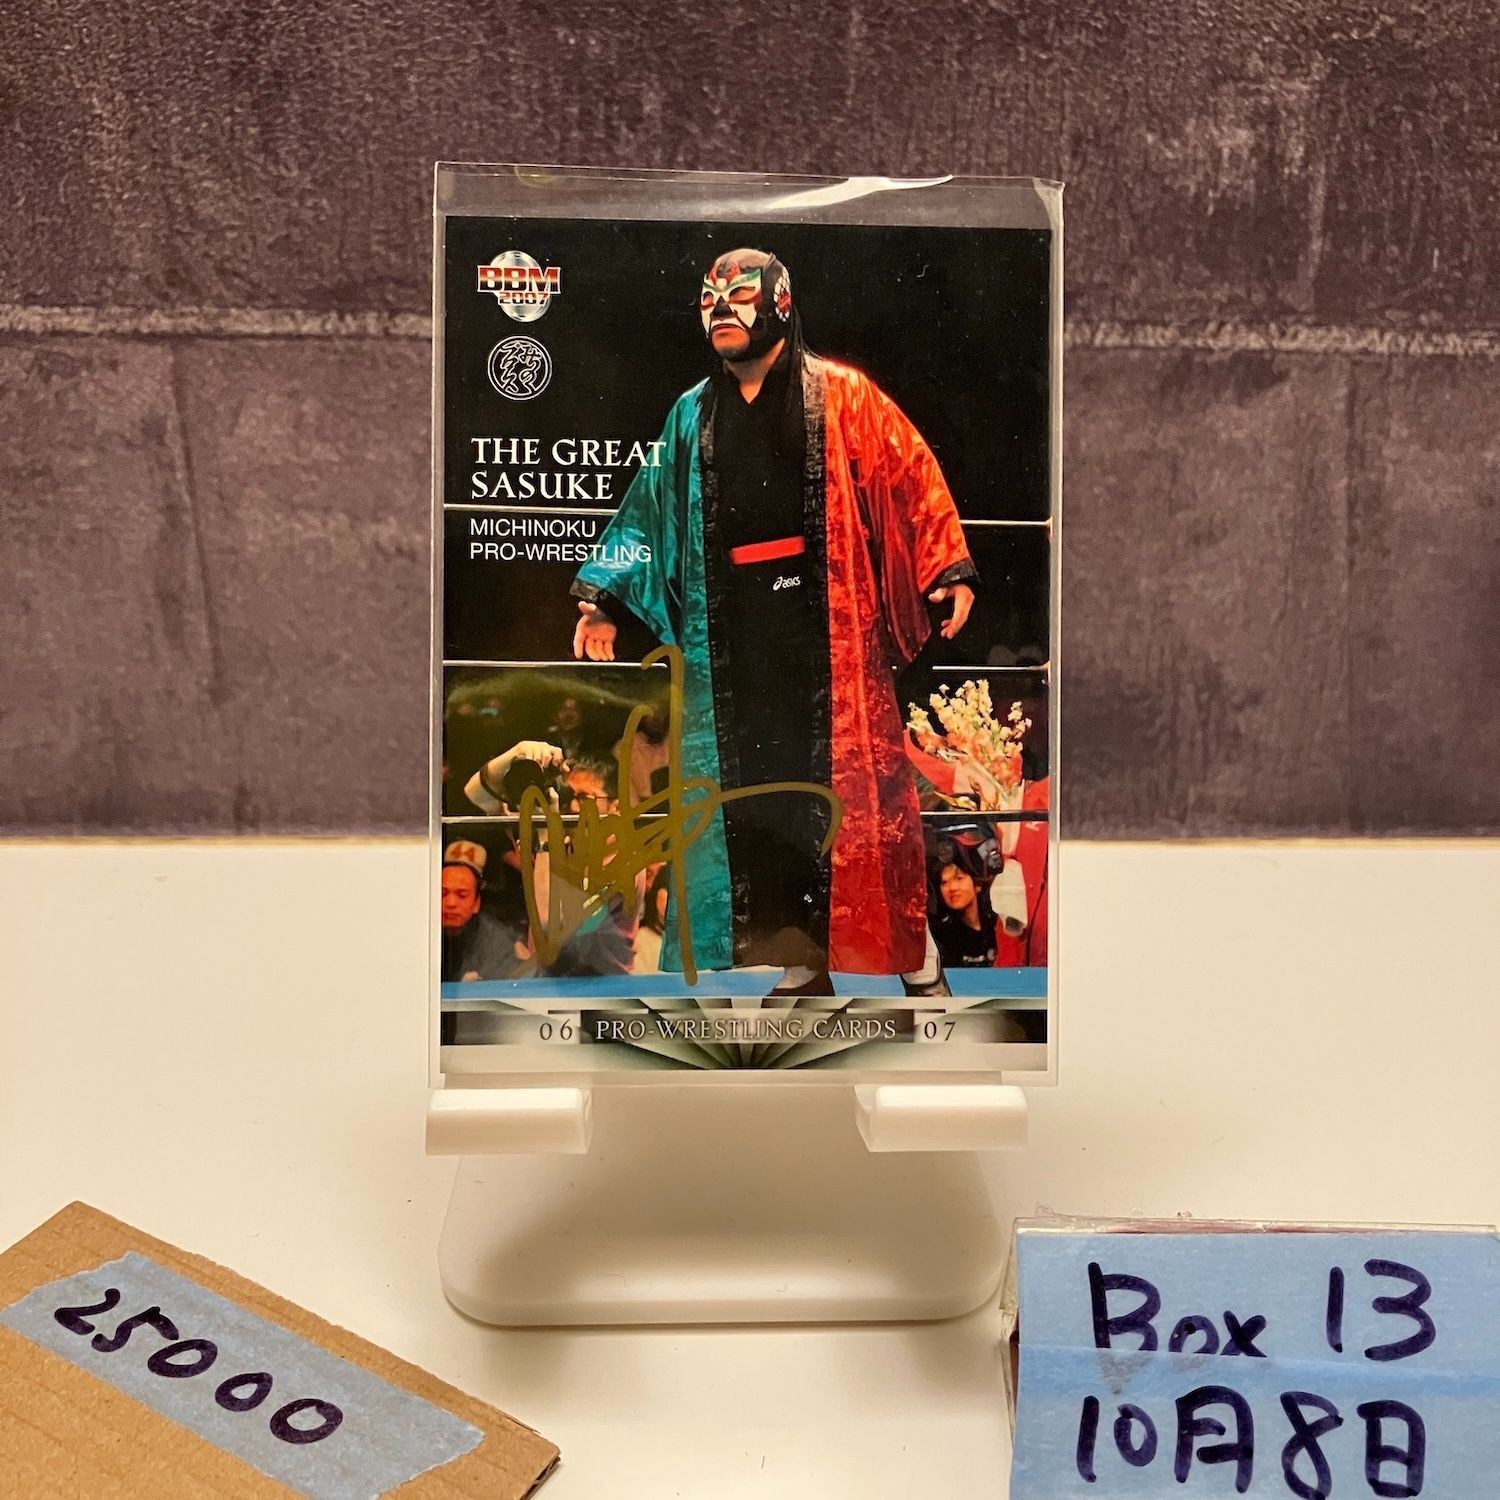 BBM
2007
THE GREAT
SASUKE
MICHINOKU
PRO-WRESTLING
asics
44
06 PRO-WRESTLING CARDS 07
25000
Box 13
10月8日